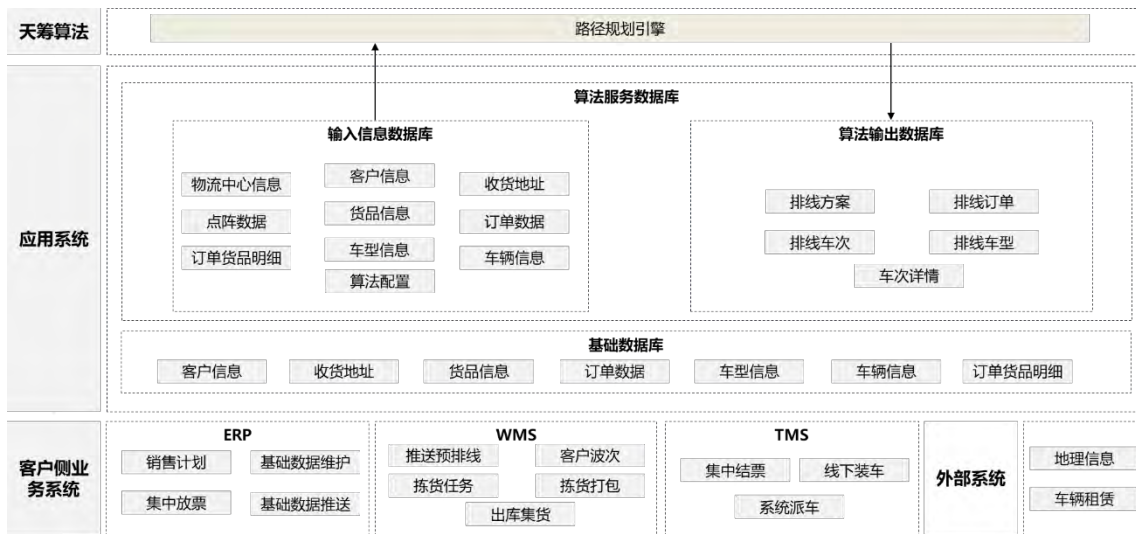 天筹算法
路径规划引擎
应用系统
算法服务数据库
输入信息数据库
物流中心信息
客户信息
收货地址
点阵数据
货品信息
订单数据
订单货品明细
车型信息
车辆信息
算法配置
算法输出数据库
排线方案
排线订单
排线车次
排线车型
车次详情
基础数据库
客户信息
收货地址
货品信息
订单数据
车型信息
车辆信息
订单货品明细
客户侧业
务系统
ERP
销售计划
基础数据维护
集中放票
基础数据推送
WMS
推送预排线
客户波次
拣货任务
拣货打包
出库集货
TMS
集中结票
线下装车
系统派车
外部系统
地理信息
车辆租赁